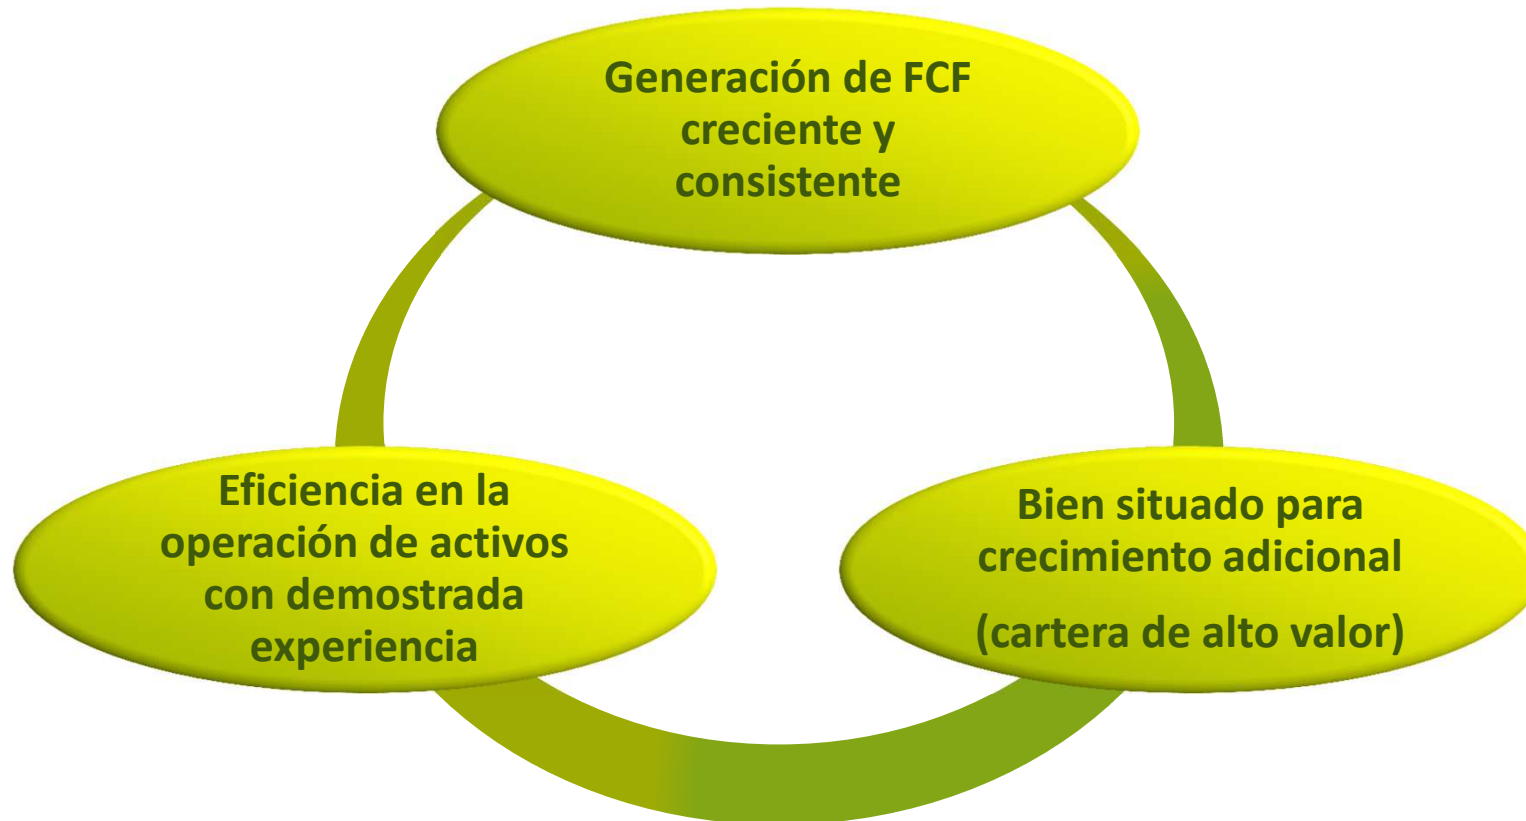 Generación de FCF
creciente y
consistente
Eficiencia en la
operación de activos
con demostrada
experiencia
Bien situado para
crecimiento adicional
(cartera de alto valor)